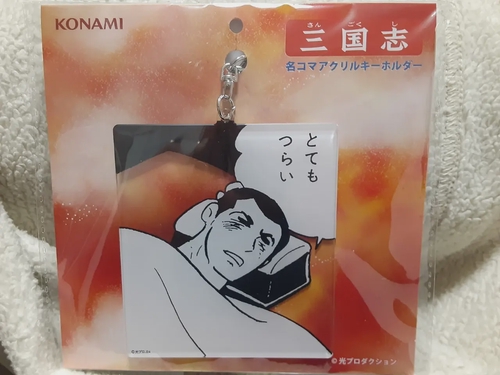 KONAMI
さんごくし
三国志
名コマアクリルキーホルダー
とても
つらい
©光プロダクション